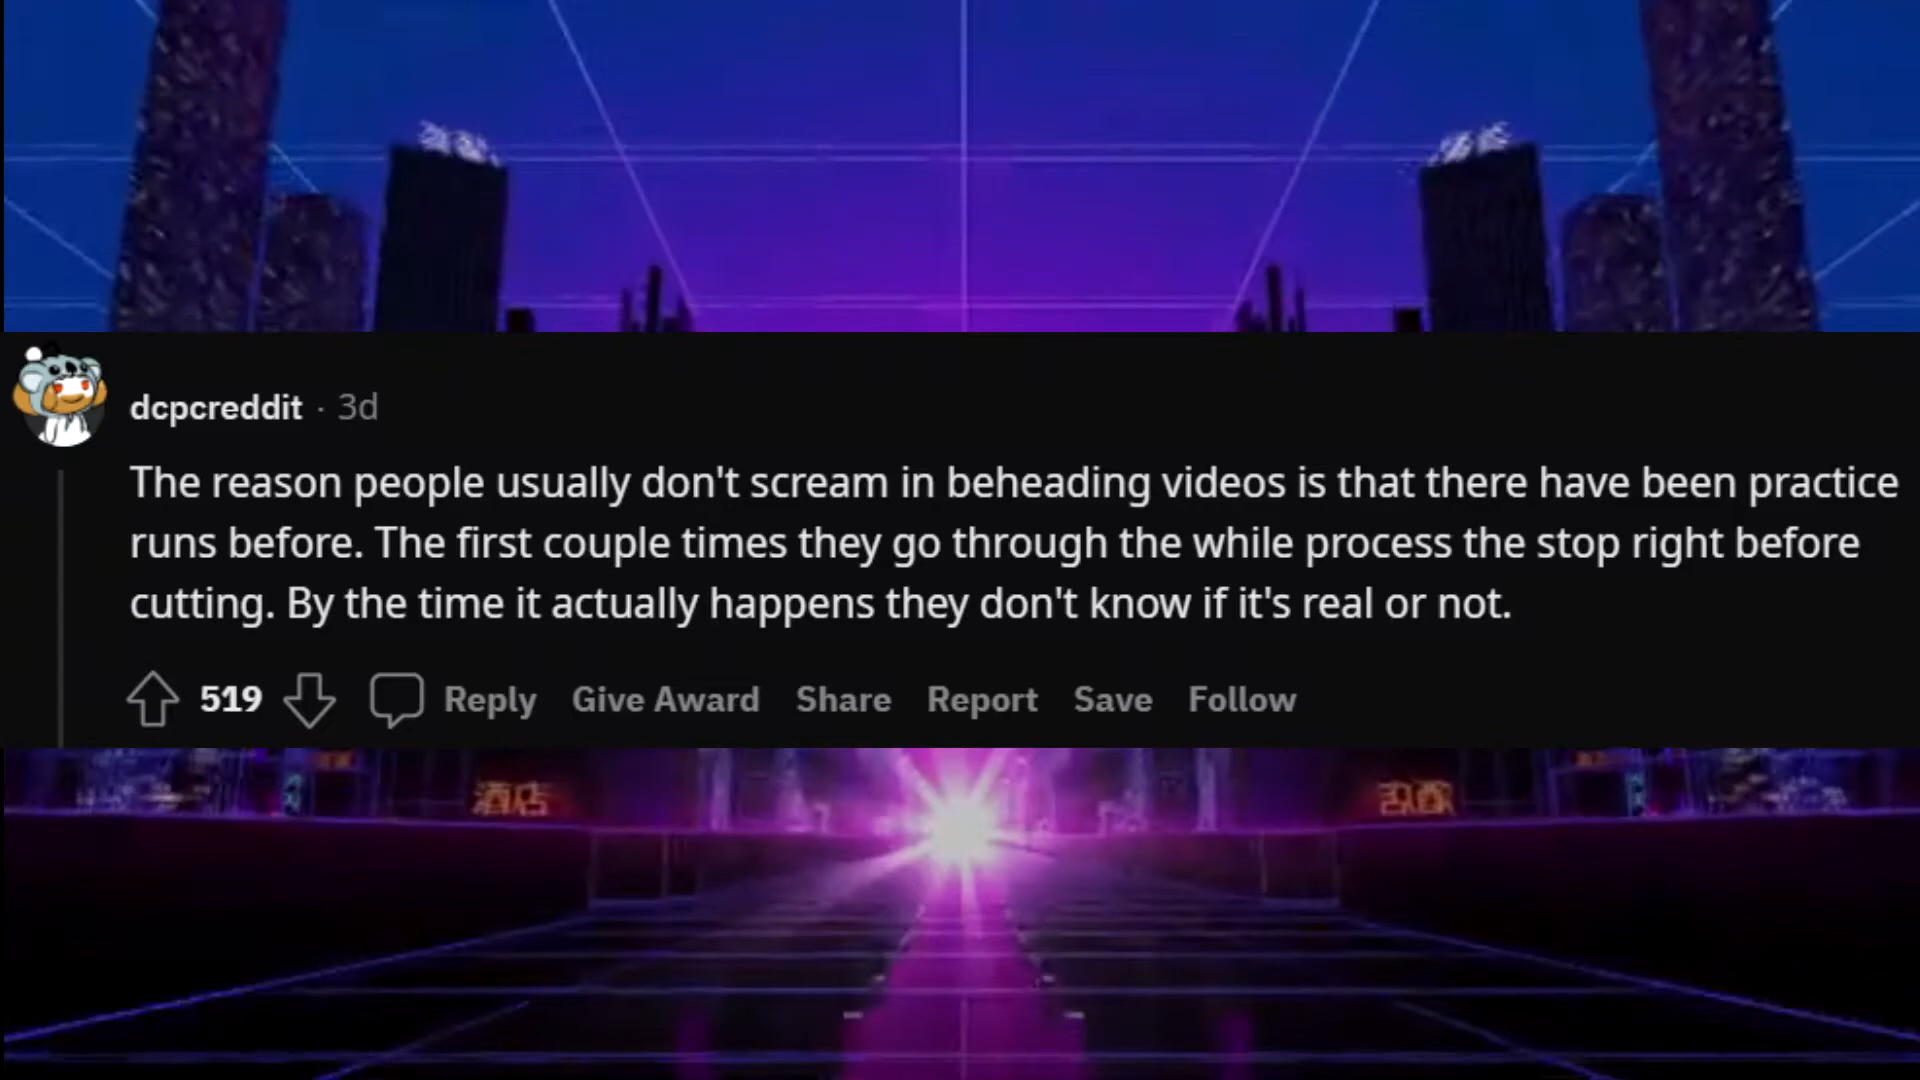 dcpcreddit · 3d
The reason people usually don't scream in beheading videos is that there have been practice
runs before. The first couple times they go through the while process the stop right before
cutting. By the time it actually happens they don't know if it's real or not.
519 Reply Give Award Share Report Save Follow
酒店